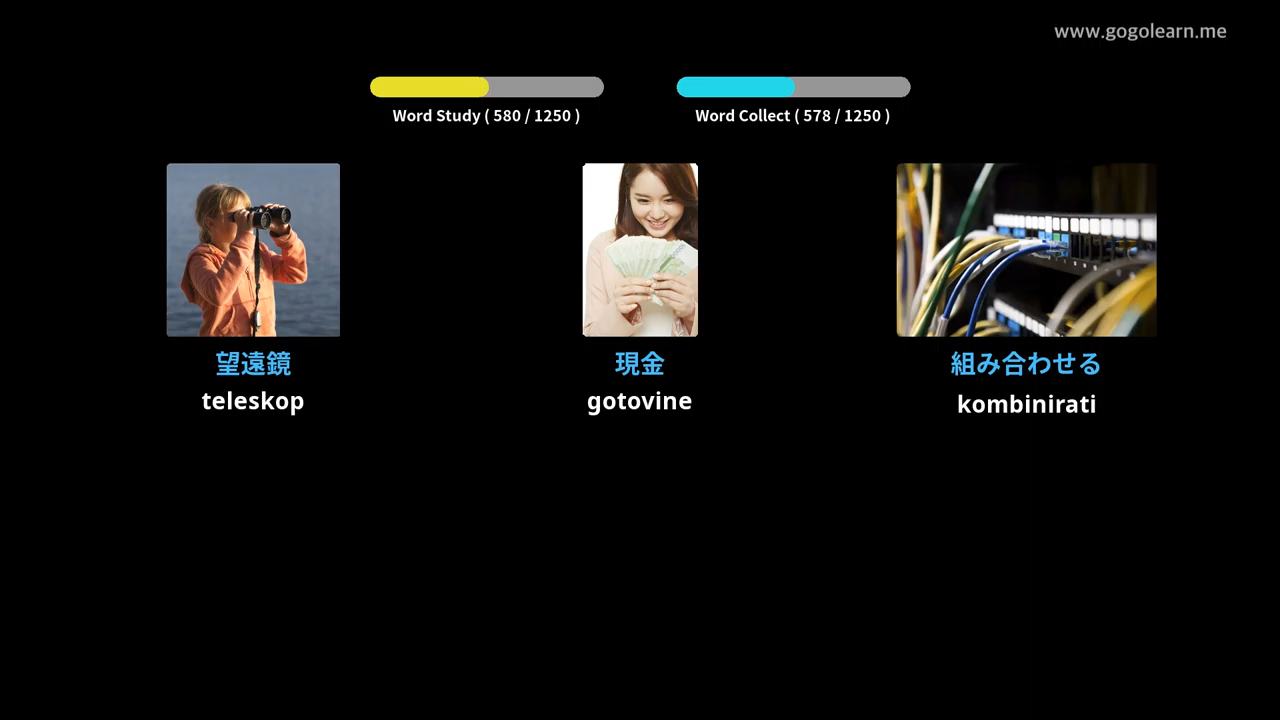 www.gogolearn.me
Word Study ( 580 / 1250 )
Word Collect ( 578 / 1250 )
望遠鏡
teleskop
現金
gotovine
組み合わせる
kombinirati